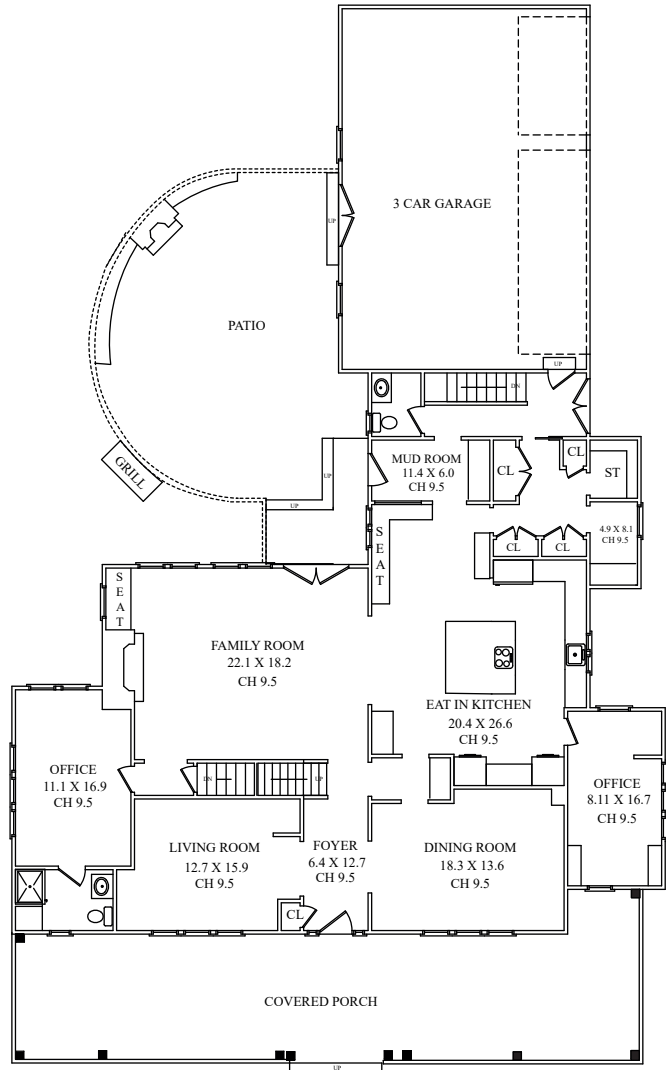 3 CAR GARAGE
UP
PATIO
UP
DN
MUD ROOM
11.4 X 6.0
CH 9.5
CL
CL
ST
GRILL
UP
UP
S
E
A
T
4.9 X 8.1
CH 9.5
CL
CL
S
E
A
T
FAMILY ROOM
22.1 X 18.2
CH 9.5
EAT IN KITCHEN
20.4 X 26.6
CH 9.5
OFFICE
11.1 X 16.9
CH 9.5
DN
UP
OFFICE
8.11 X 16.7
CH 9.5
LIVING ROOM
12.7 X 15.9
CH 9.5
FOYER
6.4 X 12.7
CH 9.5
DINING ROOM
18.3 X 13.6
CH 9.5
CL
COVERED PORCH
UP